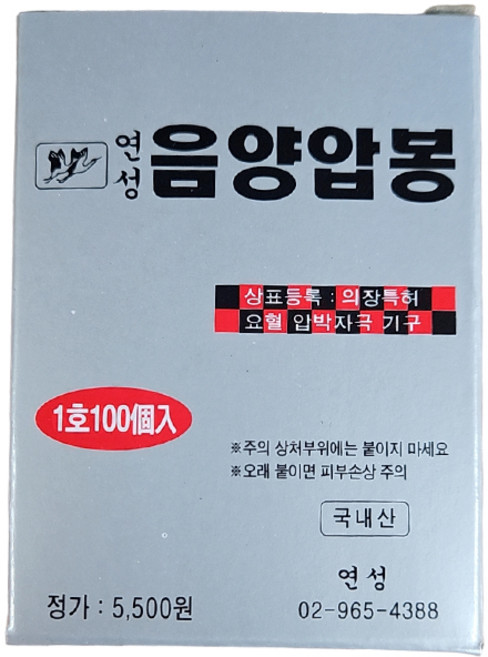 연성
음양압봉
상표등록 : 의장특허
요혈 압박자극 기구
1호100個入
※주의 상처부위에는 붙이지 마세요
※오래 붙이면 피부손상 주의
국내산
연성
정가 : 5,500원
02-965-4388